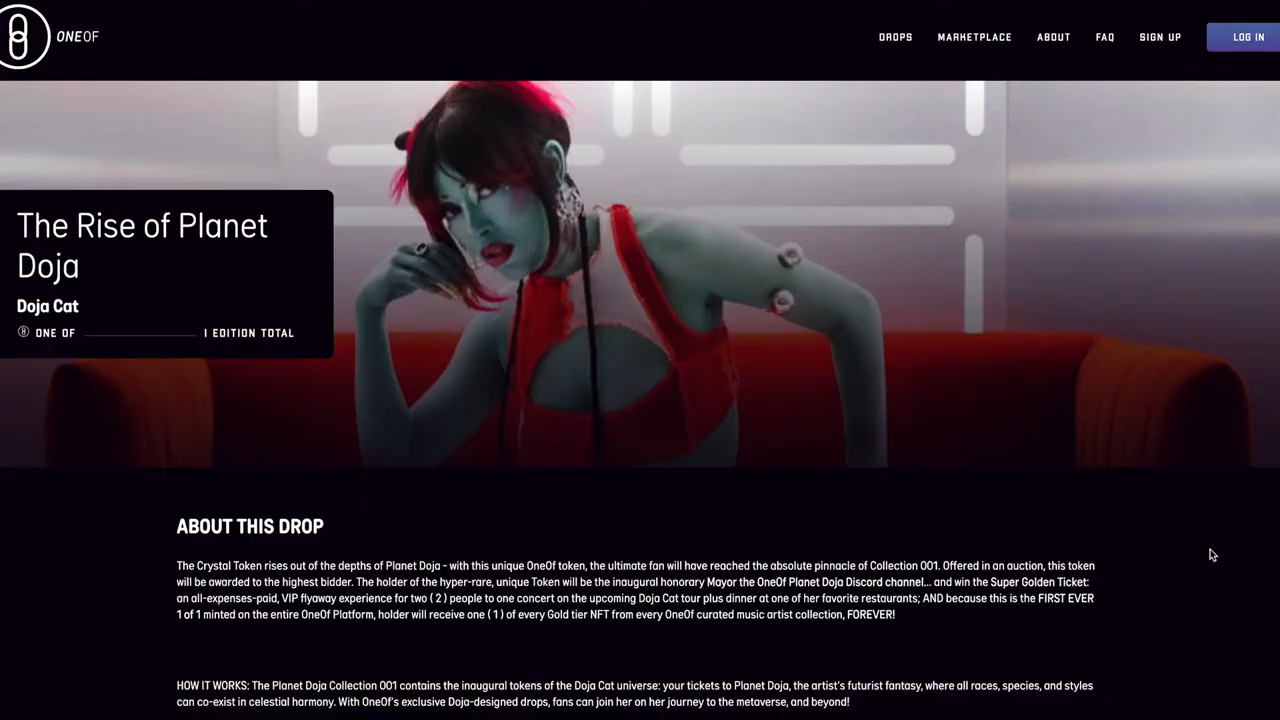 ONEOF
DROPS MARKETPLACE ABOUT FAQ SIGN UP LOG IN
The Rise of Planet
Doja
Doja Cat
ONE OF 1 EDITION TOTAL
ABOUT THIS DROP
The Crystal Token rises out of the depths of Planet Doja - with this unique OneOf token, the ultimate fan will have reached the absolute pinnacle of Collection 001. Offered in an auction, this token
will be awarded to the highest bidder. The holder of the hyper-rare, unique Token will be the inaugural honorary Mayor the OneOf Planet Doja Discord channel... and win the Super Golden Ticket:
an all-expenses-paid, VIP flyaway experience for two ( 2 ) people to one concert on the upcoming Doja Cat tour plus dinner at one of her favorite restaurants; AND because this is the FIRST EVER
1 of 1 minted on the entire OneOf Platform, holder will receive one ( 1 ) of every Gold tier NFT from every OneOf curated music artist collection, FOREVER!
HOW IT WORKS: The Planet Doja Collection 001 contains the inaugural tokens of the Doja Cat universe: your tickets to Planet Doja, the artist's futurist fantasy, where all races, species, and styles
can co-exist in celestial harmony. With OneOf's exclusive Doja-designed drops, fans can join her on her journey to the metaverse, and beyond!